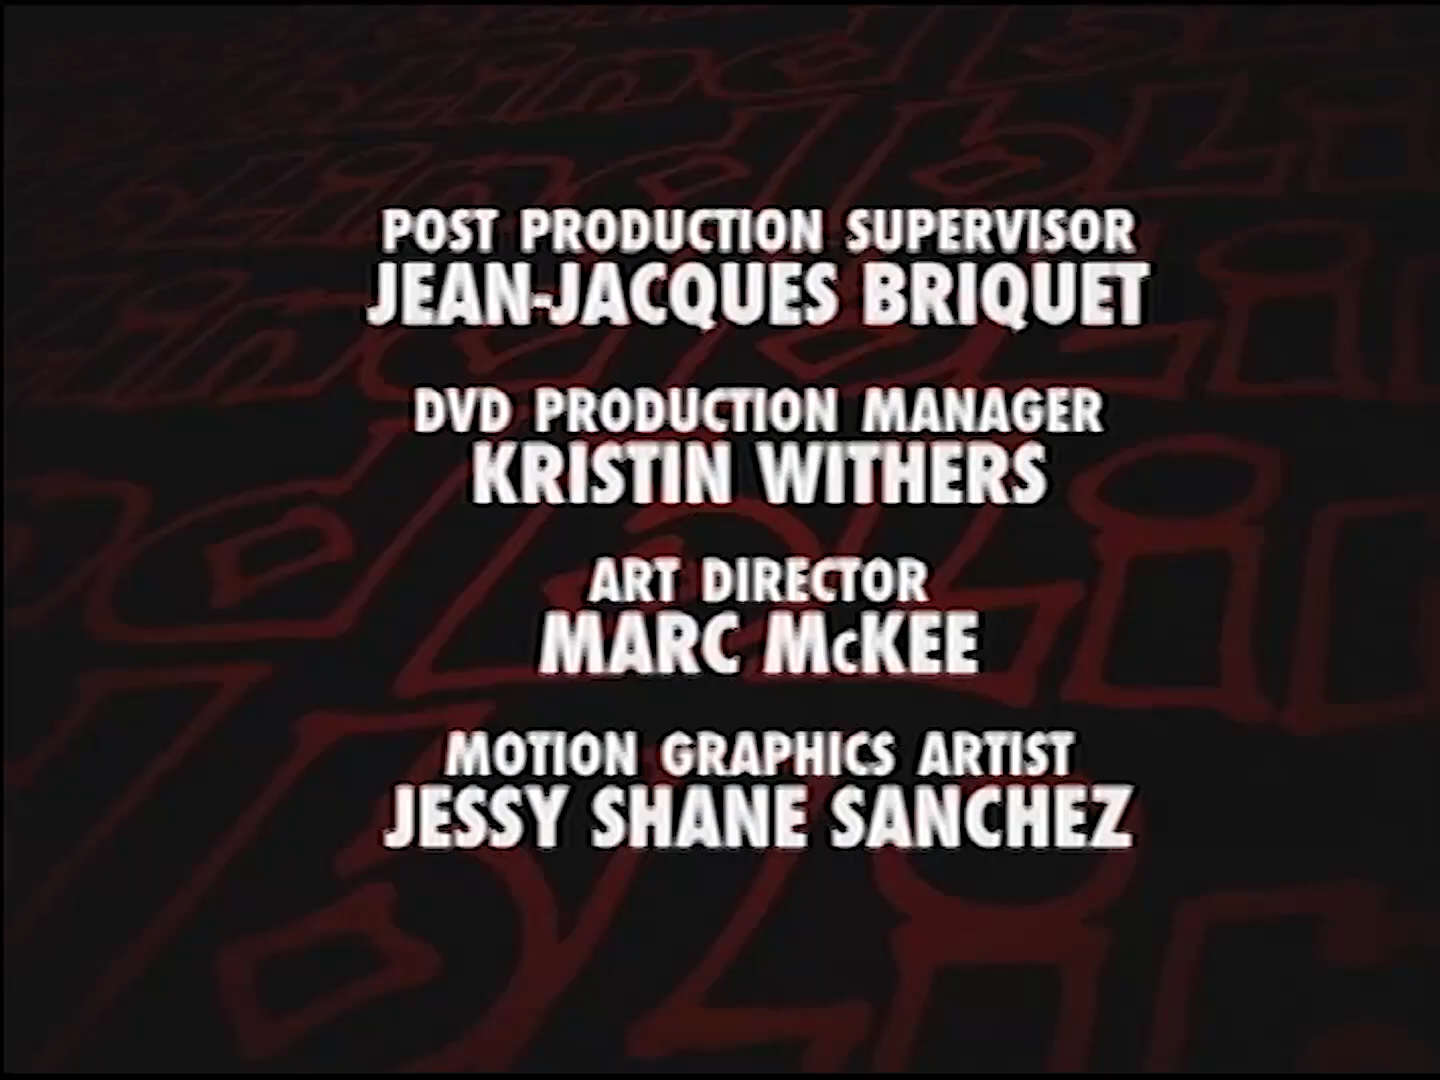 POST PRODUCTION SUPERVISOR
JEAN-JACQUES BRIQUET
DVD PRODUCTION MANAGER
KRISTIN WITHERS
ART DIRECTOR
MARC McKEE
MOTION GRAPHICS ARTIST
JESSY SHANE SANCHEZ